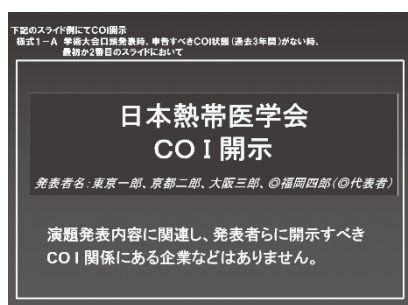 下記のスライド例にてCOI開示
様式1-A 学術大会口頭発表時、申告すべきCOI状態(過去3年間)がない時、
最初か2番目のスライドにおいて
日本熱帯医学会
COI開示
発表者名:東京一郎、京都二郎、大阪三郎、◎福岡四郎(◎代表者)
演題発表内容に関連し、発表者らに開示すべき
COI関係にある企業などはありません。